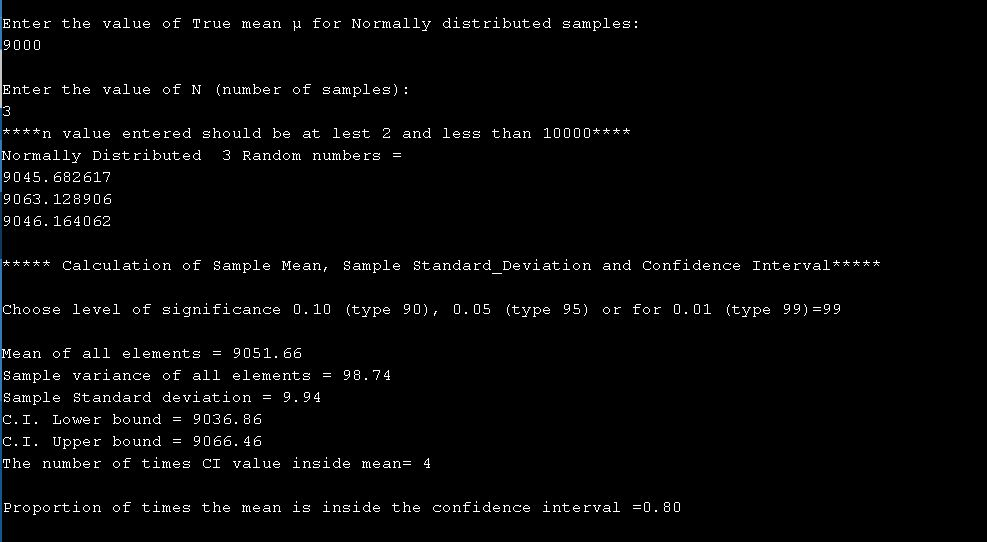 Enter the value of True mean µ for Normally distributed samples:
9000
Enter the value of N (number of samples):
3
****n value entered should be at lest 2 and less than 10000****
Normally Distributed  3 Random numbers =
9045.682617
9063.128906
9046.164062
***** Calculation of Sample Mean, Sample Standard_Deviation and Confidence Interval*****
Choose level of significance 0.10 (type 90), 0.05 (type 95) or for 0.01 (type 99)=99
Mean of all elements = 9051.66
Sample variance of all elements = 98.74
Sample Standard deviation = 9.94
C.I. Lower bound = 9036.86
C.I. Upper bound = 9066.46
The number of times CI value inside mean= 4
Proportion of times the mean is inside the confidence interval =0.80